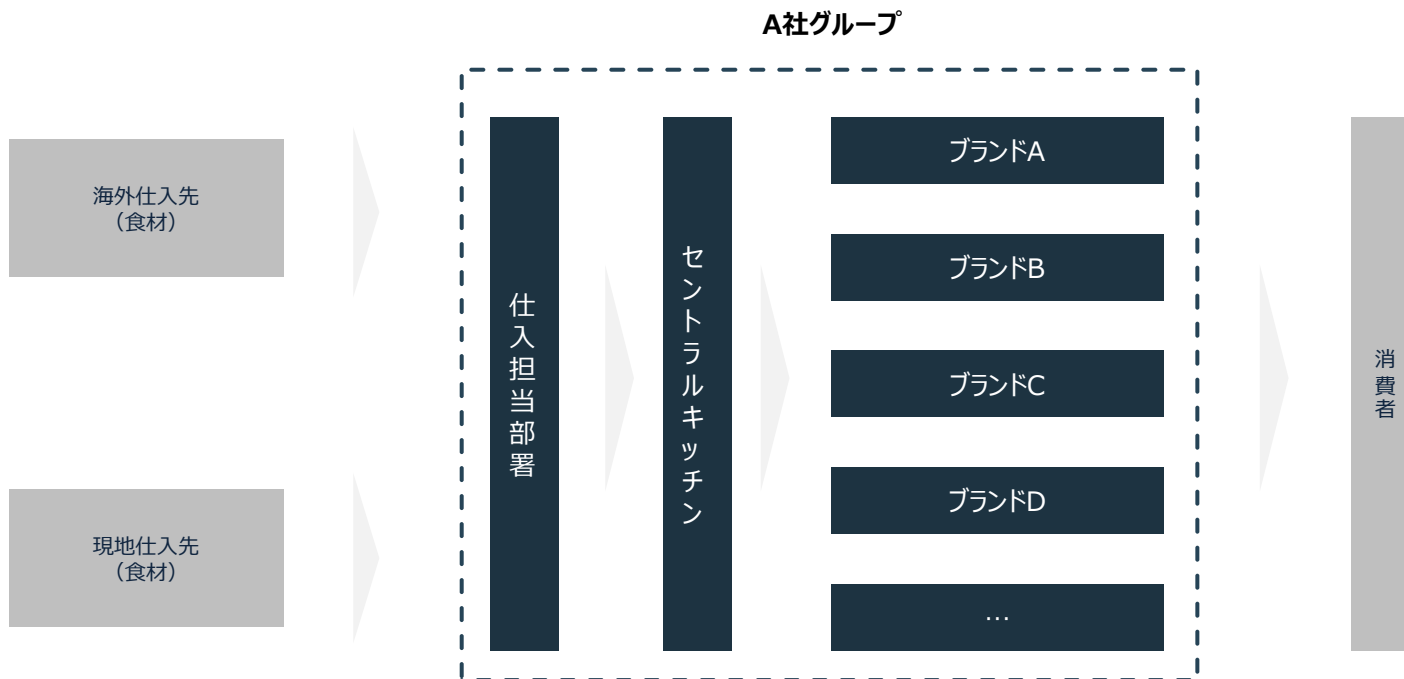 A社グループ
海外仕入先
（食材）
現地仕入先
（食材）
仕入担当部署
セントラルキッチン
ブランドA
ブランドB
ブランドC
ブランドD
…
消費者